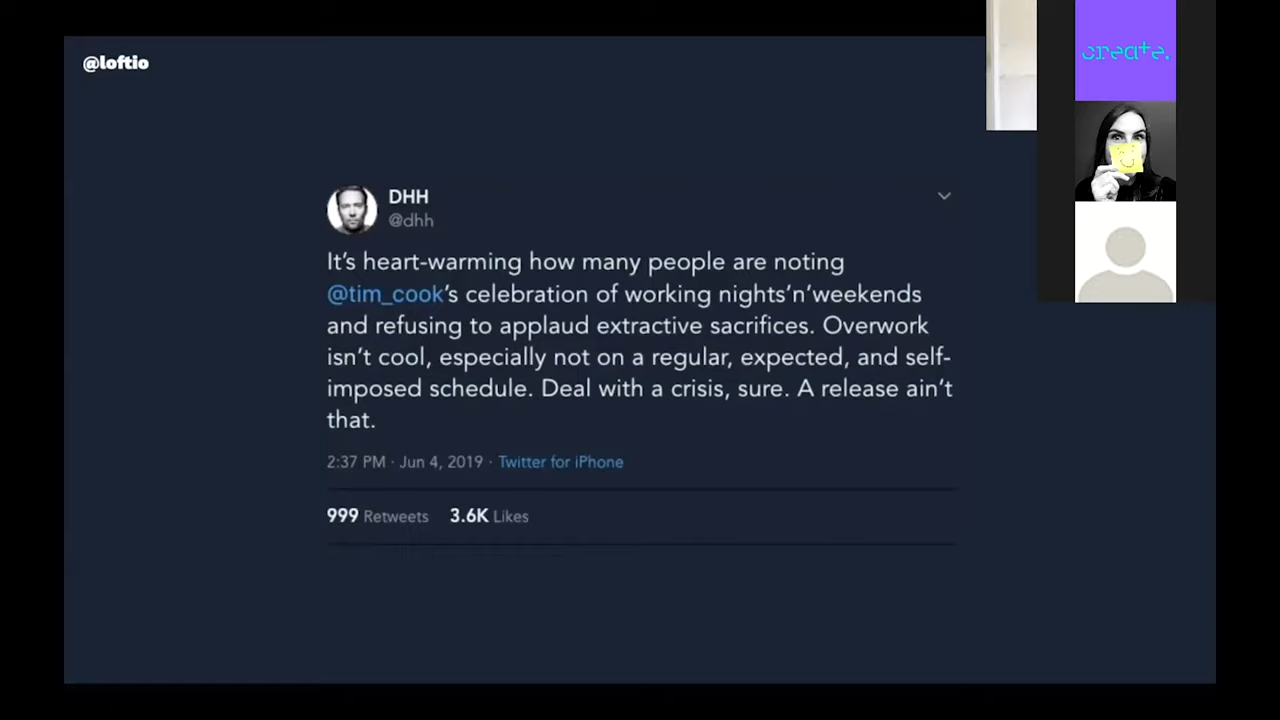 @loftio
create.
DHH
@dhh
It’s heart-warming how many people are noting
@tim_cook’s celebration of working nights’n’weekends
and refusing to applaud extractive sacrifices. Overwork
isn’t cool, especially not on a regular, expected, and self-
imposed schedule. Deal with a crisis, sure. A release ain’t
that.
2:37 PM · Jun 4, 2019 · Twitter for iPhone
999 Retweets 3.6K Likes